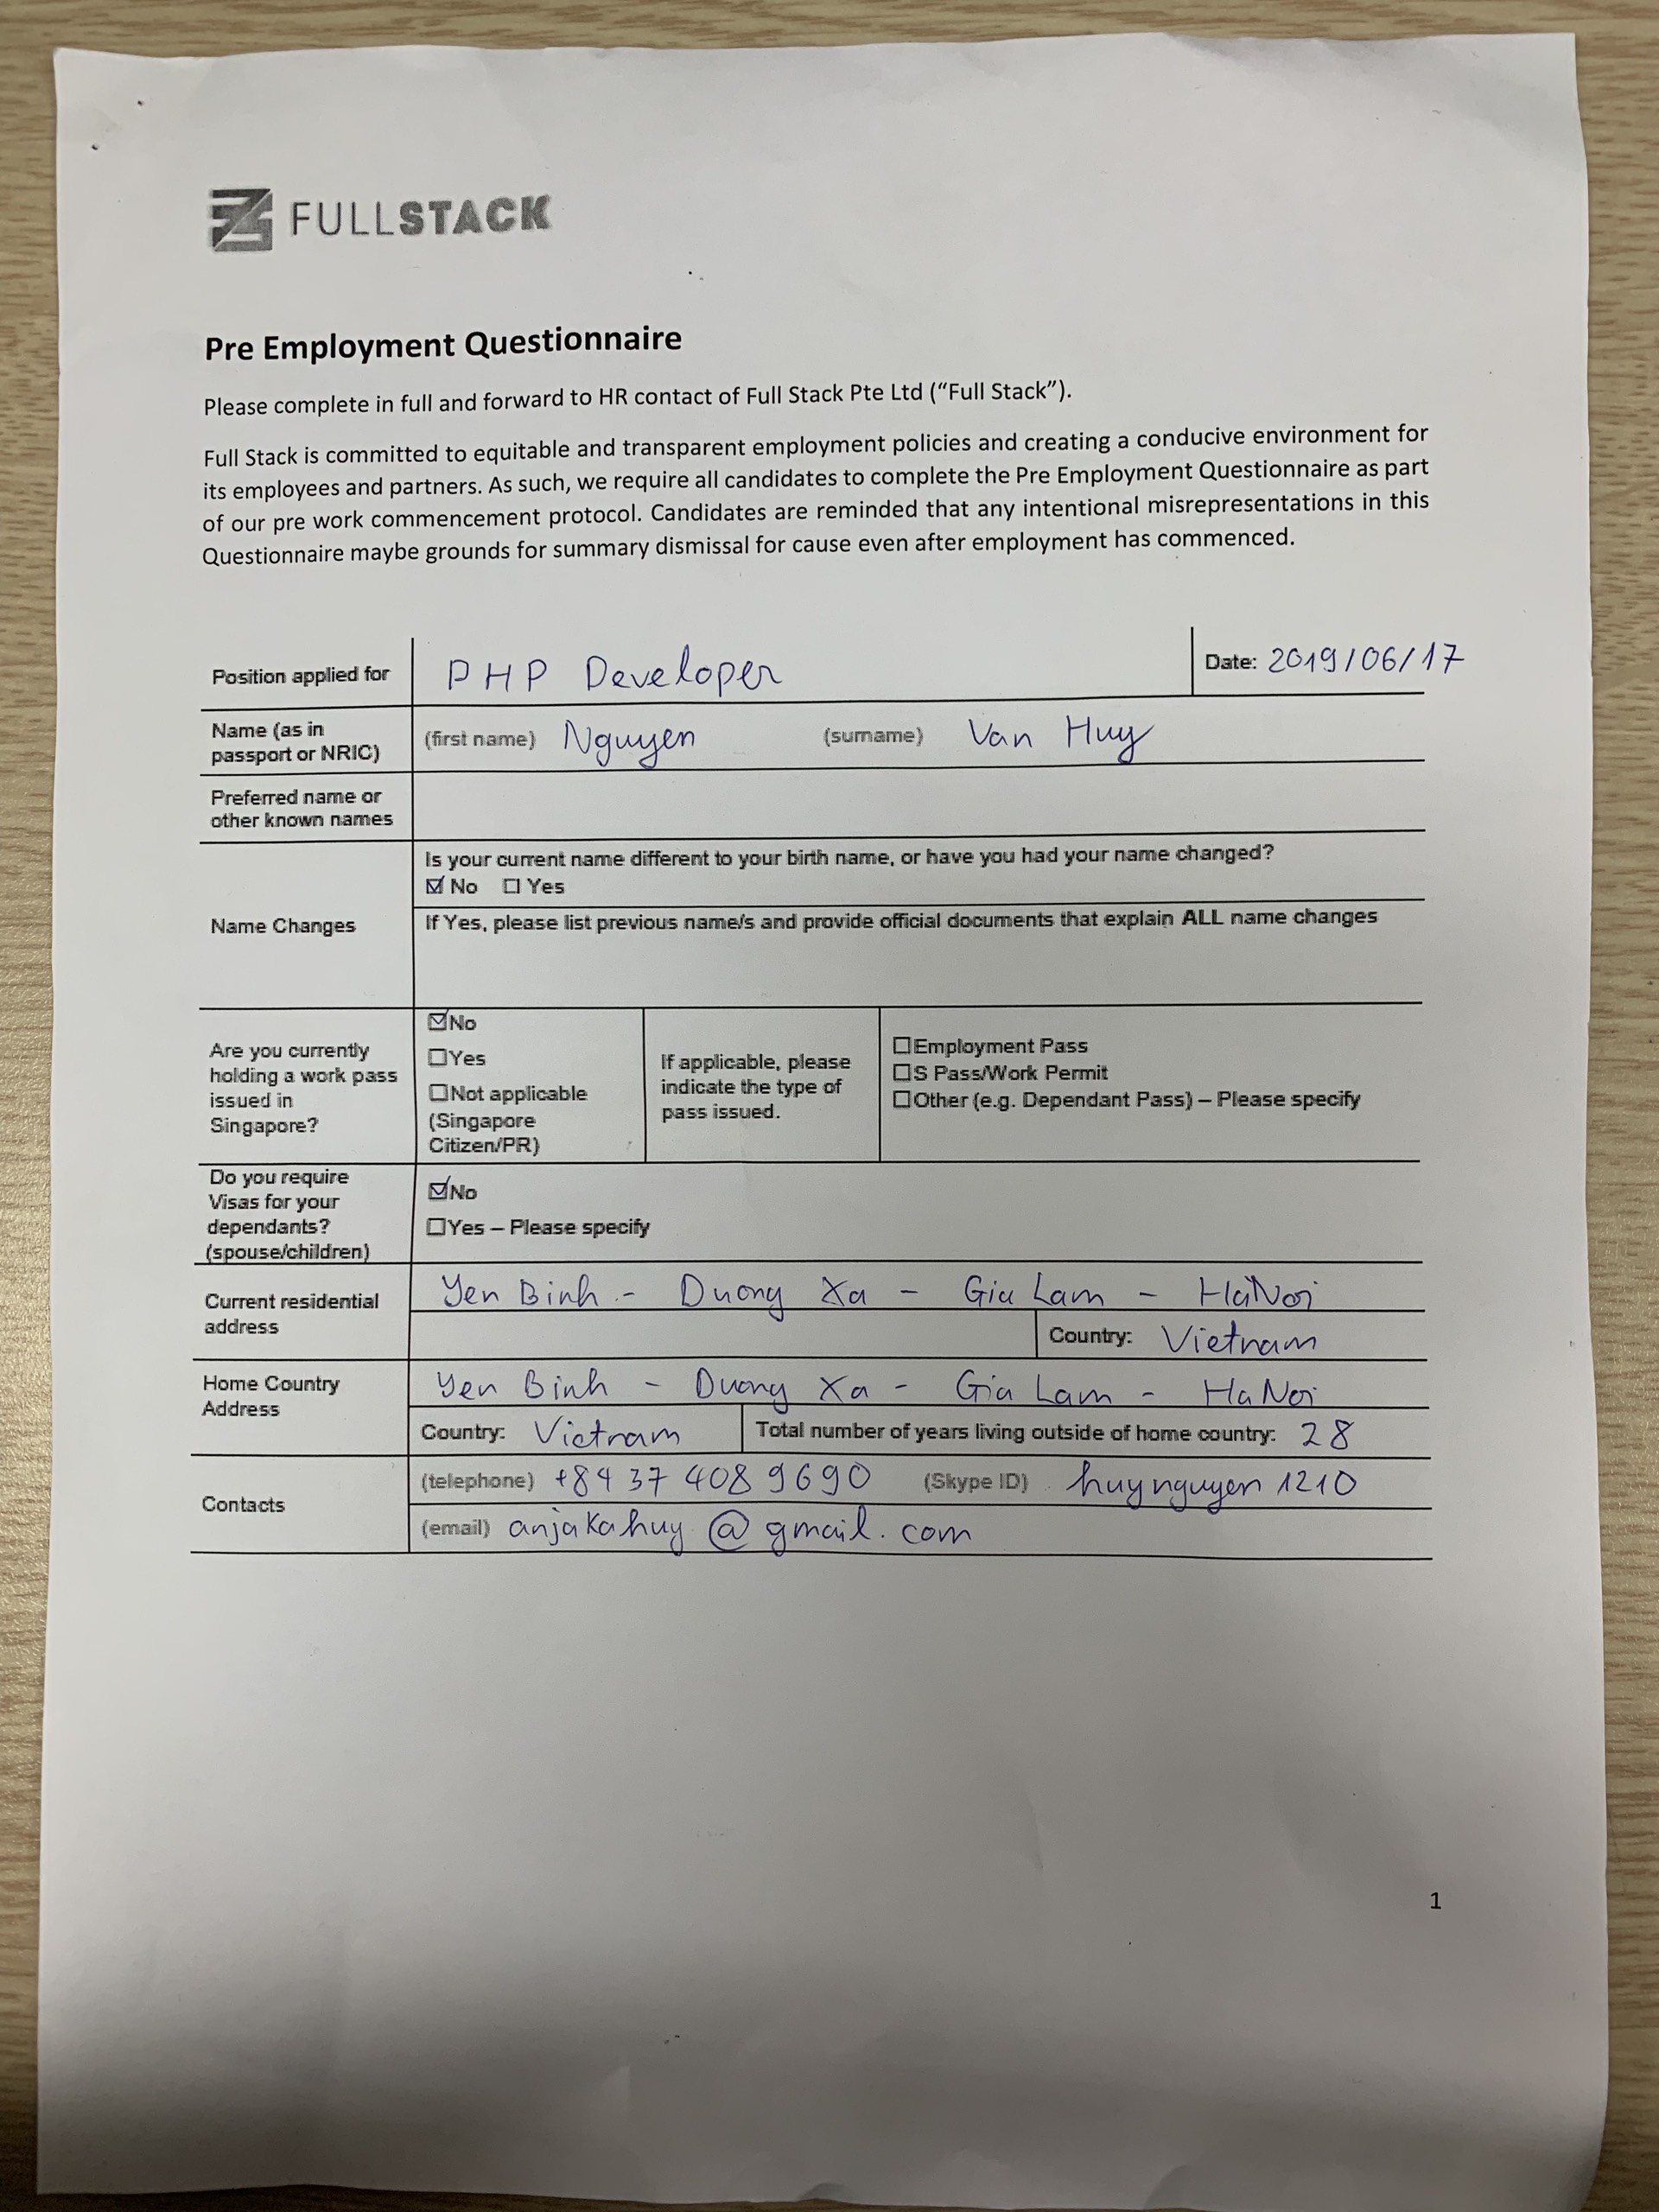 FULLSTACK
Pre Employment Questionnaire
Please complete in full and forward to HR contact of Full Stack Pte Ltd (“Full Stack”).
Full Stack is committed to equitable and transparent employment policies and creating a conducive environment for
its employees and partners. As such, we require all candidates to complete the Pre Employment Questionnaire as part
of our pre work commencement protocol. Candidates are reminded that any intentional misrepresentations in this
Questionnaire maybe grounds for summary dismissal for cause even after employment has commenced.
Position applied for PHP Developer Date: 2019/06/17
Name (as in
passport or NRIC)
(first name) Nguyen (surname) Van Huy
Preferred name or
other known names
Name Changes
Is your current name different to your birth name, or have you had your name changed?
☑ No ☐ Yes
If Yes, please list previous name/s and provide official documents that explain ALL name changes
Are you currently
holding a work pass
issued in
Singapore?
☑No
☐Yes
☐Not applicable
(Singapore
Citizen/PR)
If applicable, please
indicate the type of
pass issued.
☐Employment Pass
☐S Pass/Work Permit
☐Other (e.g. Dependant Pass) – Please specify
Do you require
Visas for your
dependants?
(spouse/children)
☑No
☐Yes – Please specify
Current residential
address
Yen Binh - Duong Xa - Gia Lam - HaNoi
Country: Vietnam
Home Country
Address
Yen Binh - Duong Xa - Gia Lam - HaNoi
Country: Vietnam Total number of years living outside of home country: 28
Contacts
(telephone) +84 37 408 9690 (Skype ID) huynguyen1210
(email) anjakahuy@gmail.com
1